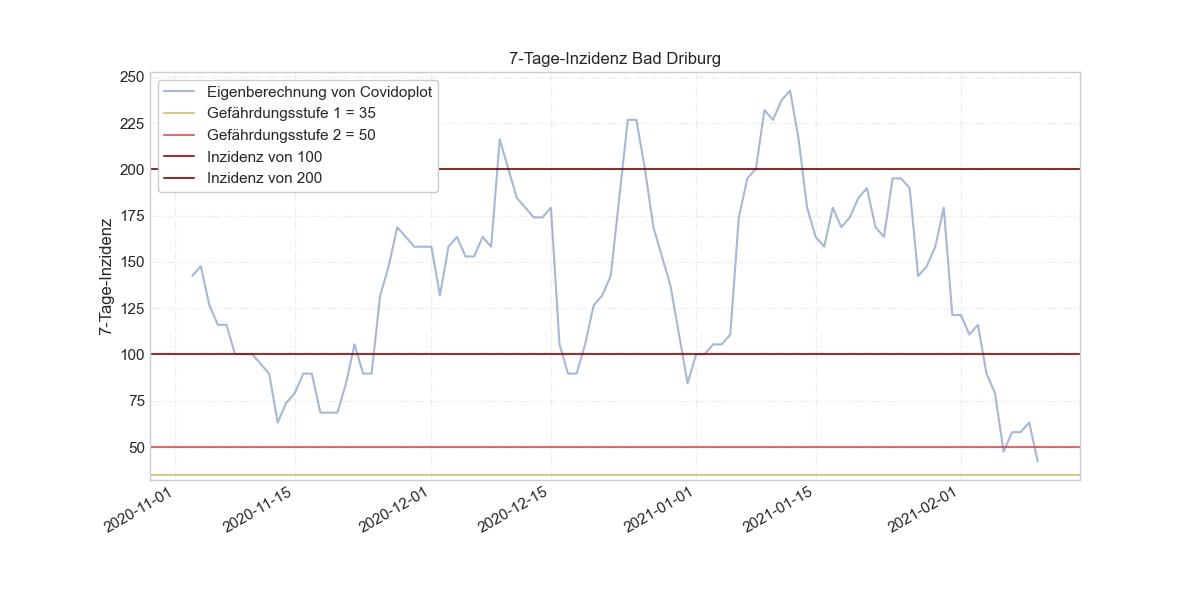 7-Tage-Inzidenz Bad Driburg
Eigenberechnung von Covidoplot
Gefährdungsstufe 1 = 35
Gefährdungsstufe 2 = 50
Inzidenz von 100
Inzidenz von 200
7-Tage-Inzidenz
250
225
200
175
150
125
100
75
50
2020-11-01
2020-11-15
2020-12-01
2020-12-15
2021-01-01
2021-01-15
2021-02-01